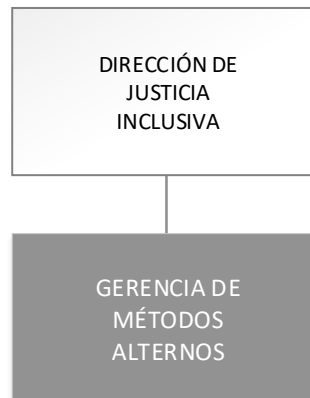 DIRECCIÓN DE
JUSTICIA
INCLUSIVA
GERENCIA DE
MÉTODOS
ALTERNOS